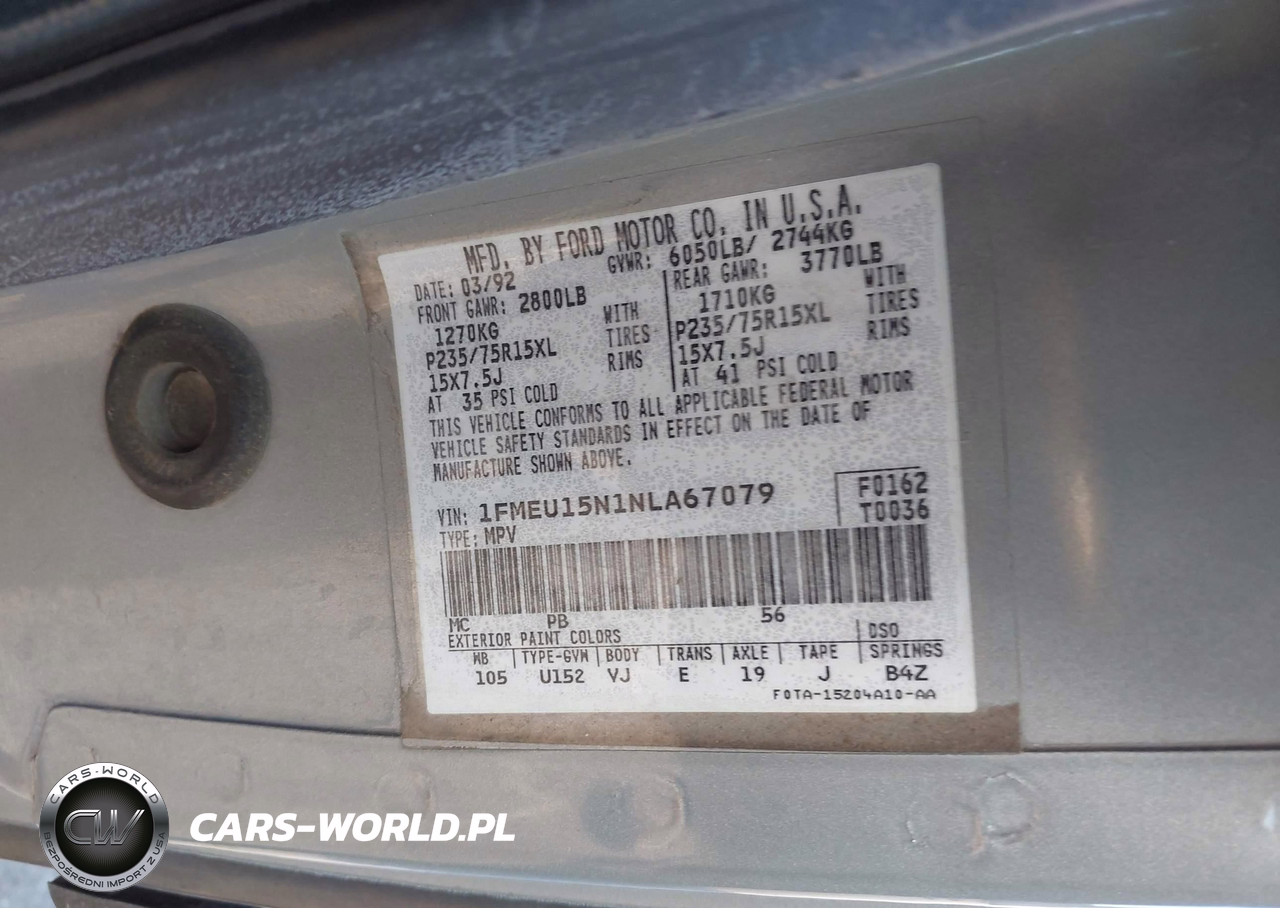 MFD. BY FORD MOTOR CO. IN U.S.A.
DATE: 03/92 GVWR: 6050LB/ 2744KG
FRONT GAWR: 2800LB REAR GAWR: 3770LB
1270KG WITH 1710KG WITH
P235/75R15XL TIRES P235/75R15XL TIRES
15X7.5J RIMS 15X7.5J RIMS
AT 35 PSI COLD AT 41 PSI COLD
THIS VEHICLE CONFORMS TO ALL APPLICABLE FEDERAL MOTOR
VEHICLE SAFETY STANDARDS IN EFFECT ON THE DATE OF
MANUFACTURE SHOWN ABOVE.
VIN: 1FMEU15N1NLA67079 F0162
TYPE: MPV T0036
MC PB 56
EXTERIOR PAINT COLORS DSO
WB TYPE-GVW BODY TRANS AXLE TAPE SPRINGS
105 U152 VJ E 19 J B4Z
F0TA-15204A10-AA
CARS-WORLD
CW
BEZPOŚREDNI IMPORT Z USA
CARS-WORLD.PL